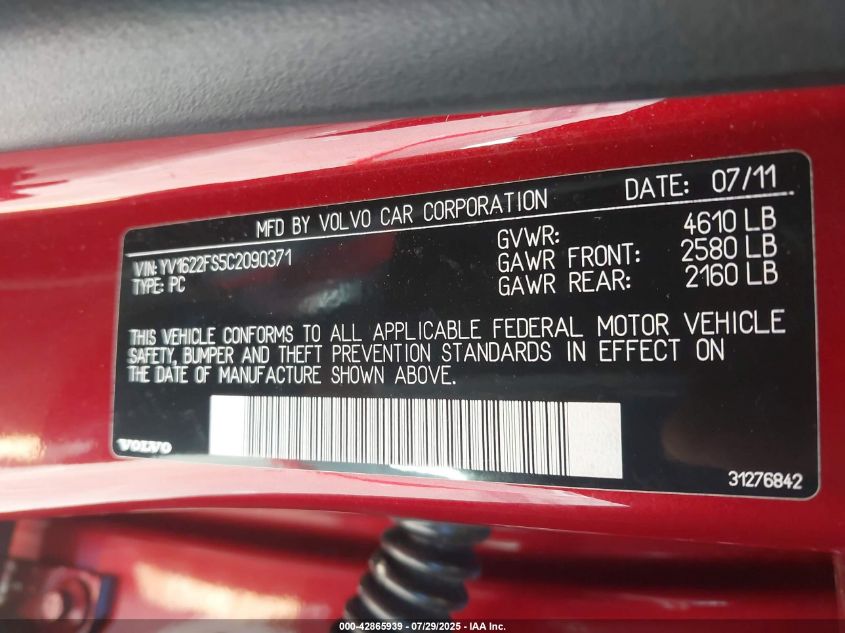 MFD BY VOLVO CAR CORPORATION DATE: 07/11
VIN: YV1622FS5C2090371
TYPE: PC
GVWR: 4610 LB
GAWR FRONT: 2580 LB
GAWR REAR: 2160 LB
THIS VEHICLE CONFORMS TO ALL APPLICABLE FEDERAL MOTOR VEHICLE
SAFETY, BUMPER AND THEFT PREVENTION STANDARDS IN EFFECT ON
THE DATE OF MANUFACTURE SHOWN ABOVE.
VOLVO
31276842
000-42865939 / 07/29/2025 - IAA Inc.